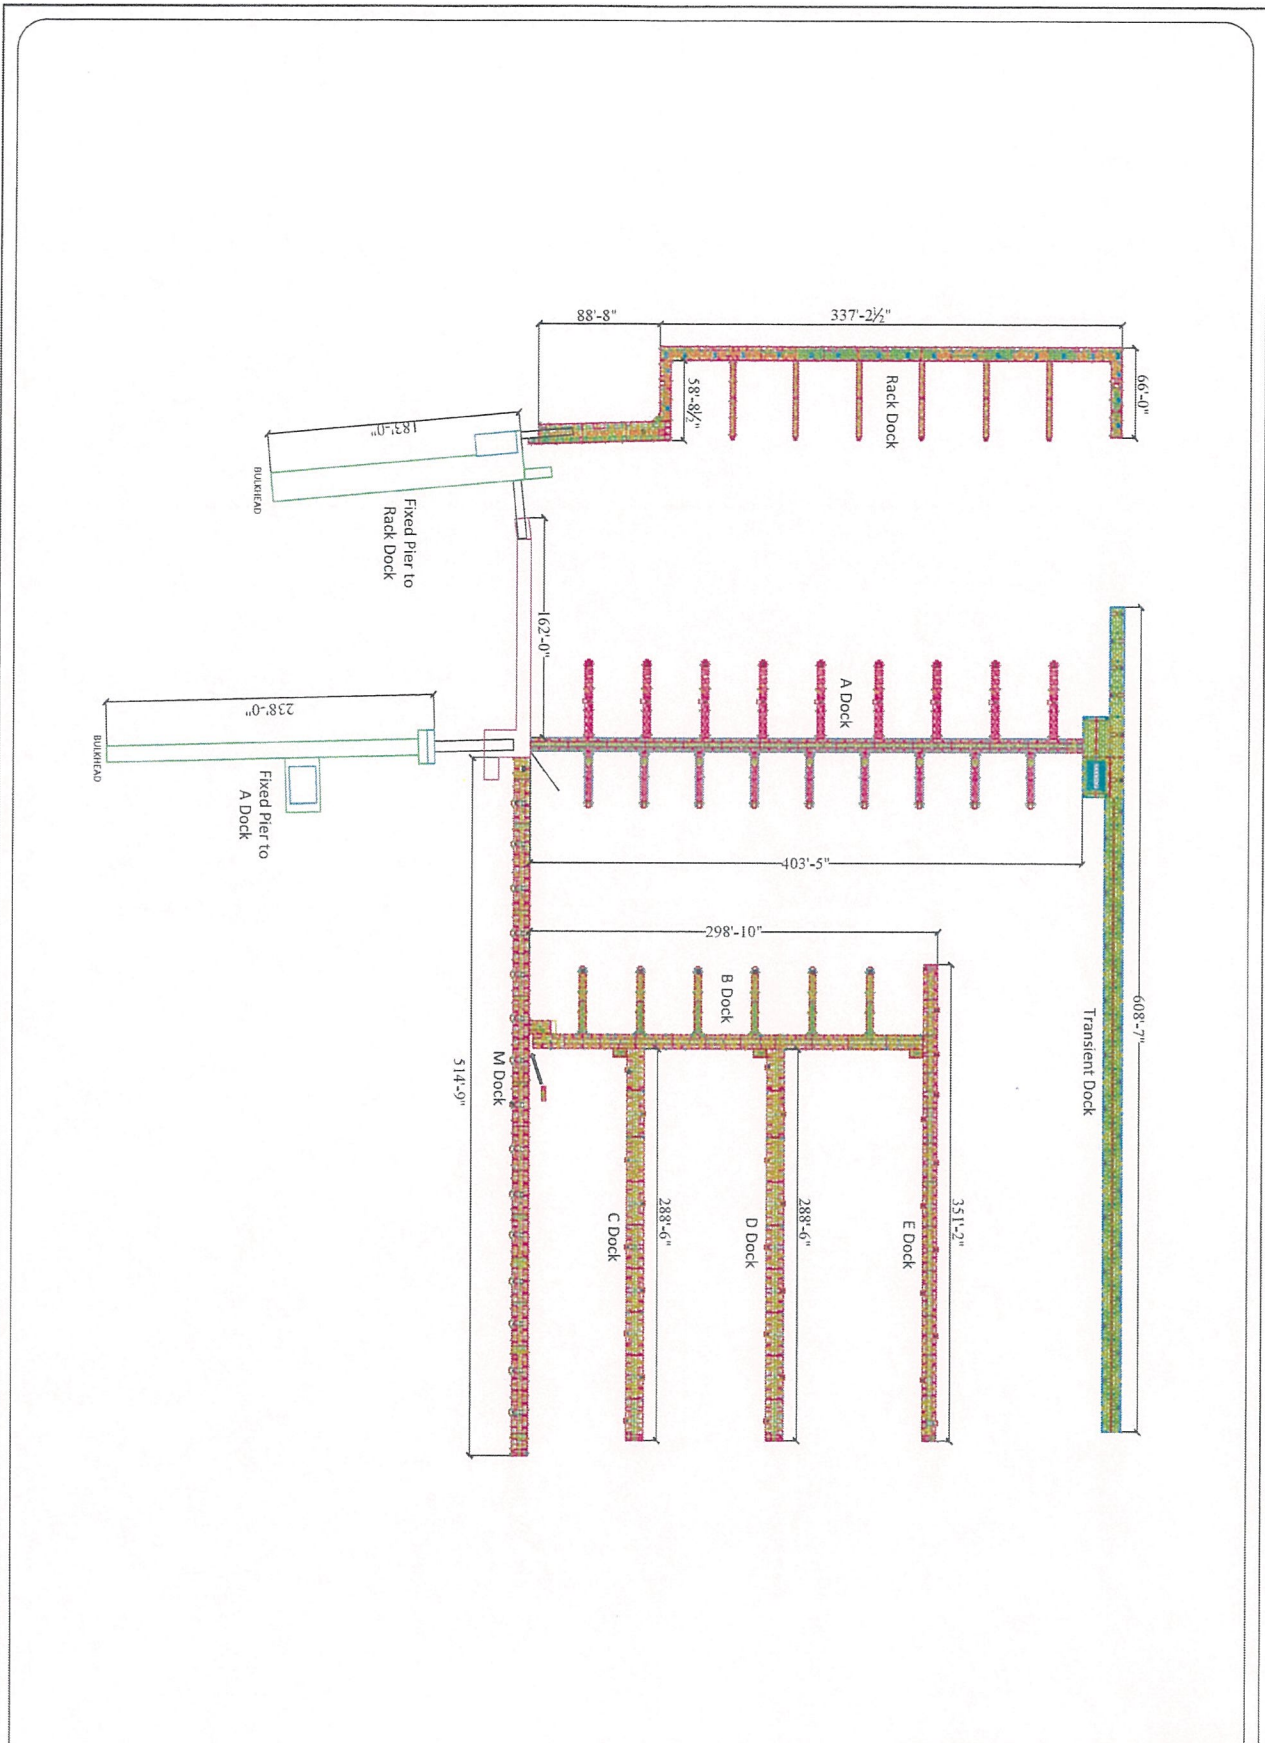 88'-8"
337'-2½"
66'-0"
58'-8½"
Rack Dock
183'-0"
BULKHEAD
Fixed Pier to
Rack Dock
162'-0"
A Dock
238'-0"
BULKHEAD
Fixed Pier to
A Dock
403'-5"
298'-10"
B Dock
608'-7"
Transient Dock
M Dock
514'-9"
C Dock
288'-6"
D Dock
288'-6"
E Dock
351'-2"